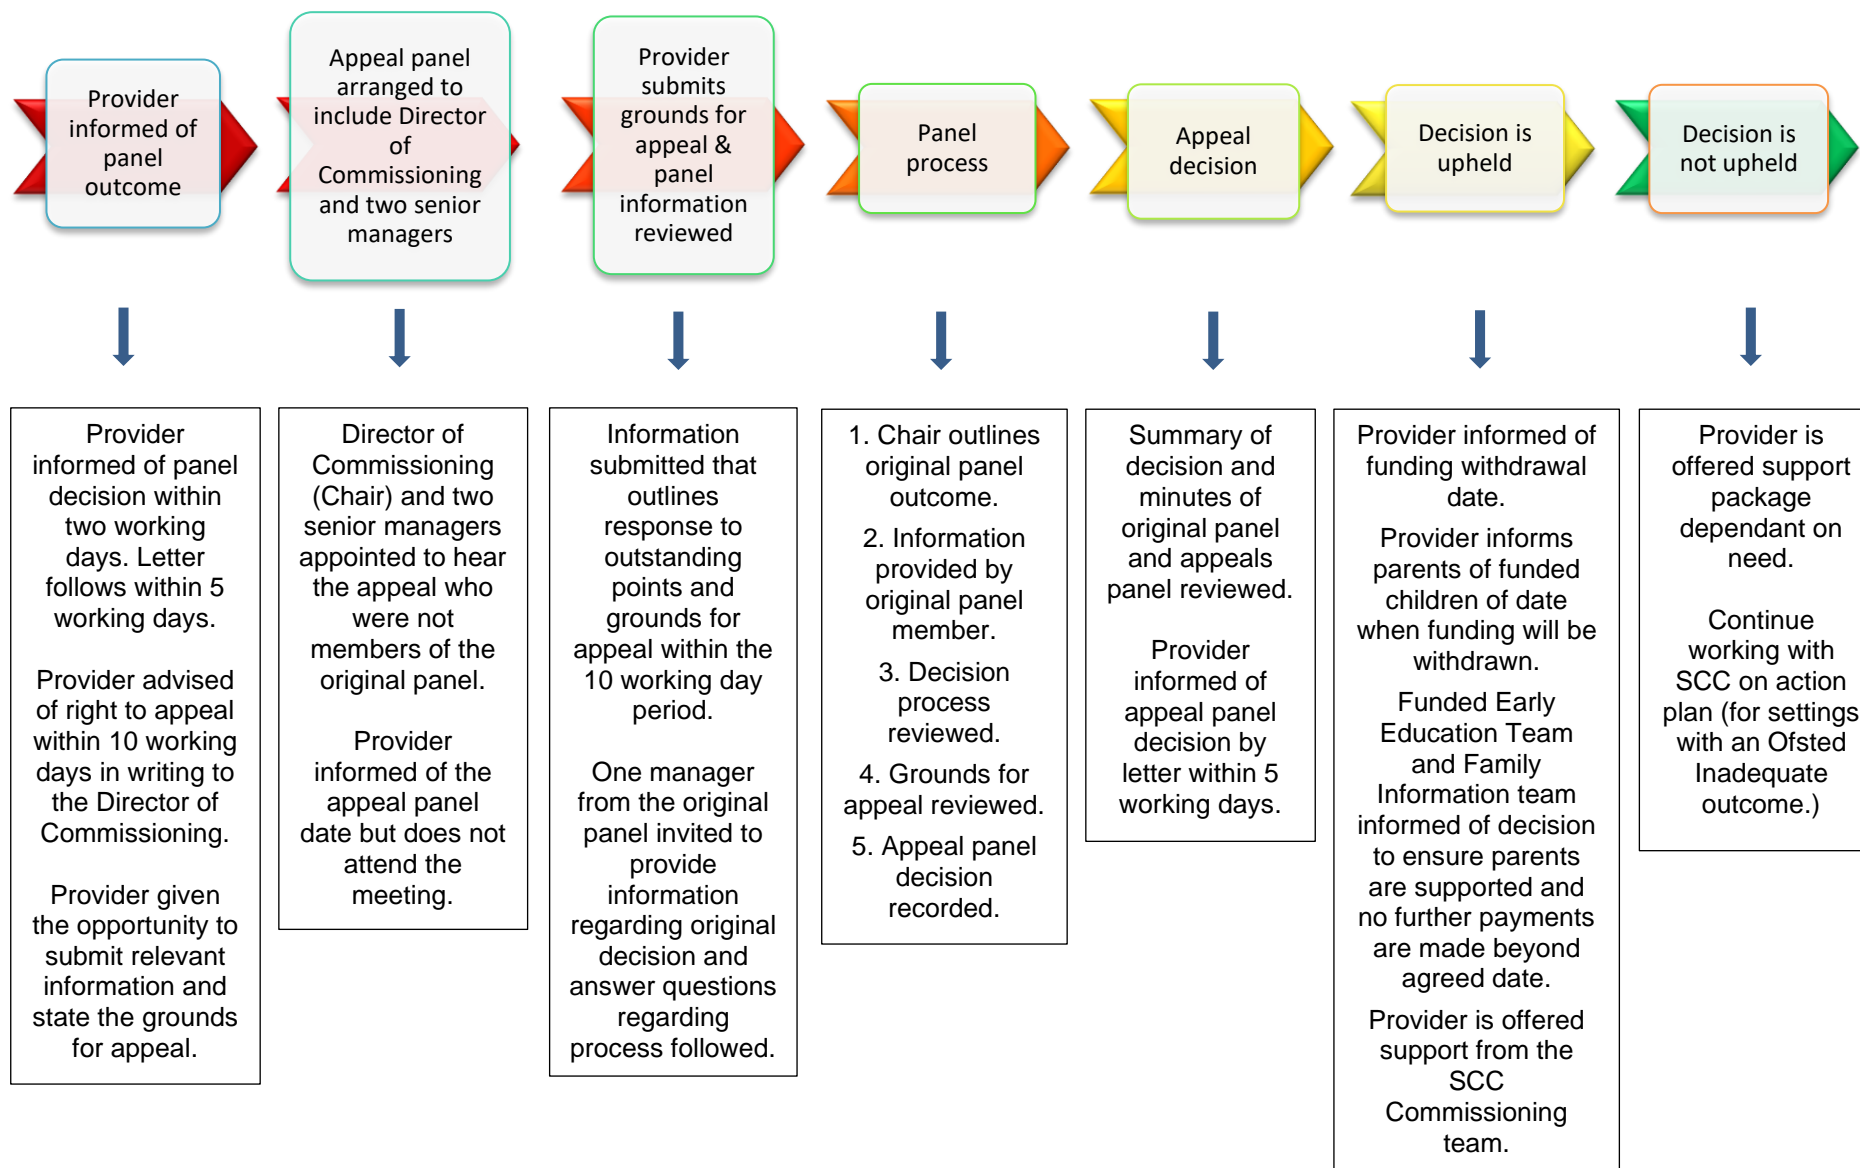 Provider
informed of
panel
outcome
Appeal panel
arranged to
include Director
of
Commissioning
and two senior
managers
Provider
submits
grounds for
appeal &
panel
information
reviewed
Panel
process
Appeal
decision
Decision is
upheld
Decision is
not upheld
Provider
informed of panel
decision within
two working
days. Letter
follows within 5
working days.
Provider advised
of right to appeal
within 10 working
days in writing to
the Director of
Commissioning.
Provider given
the opportunity to
submit relevant
information and
state the grounds
for appeal.
Director of
Commissioning
(Chair) and two
senior managers
appointed to hear
the appeal who
were not
members of the
original panel.
Provider
informed of the
appeal panel
date but does not
attend the
meeting.
Information
submitted that
outlines
response to
outstanding
points and
grounds for
appeal within the
10 working day
period.
One manager
from the original
panel invited to
provide
information
regarding original
decision and
answer questions
regarding
process followed.
1. Chair outlines
original panel
outcome.
2. Information
provided by
original panel
member.
3. Decision
process
reviewed.
4. Grounds for
appeal reviewed.
5. Appeal panel
decision
recorded.
Summary of
decision and
minutes of
original panel
and appeals
panel reviewed.
Provider
informed of
appeal panel
decision by
letter within 5
working days.
Provider informed of
funding withdrawal
date.
Provider informs
parents of funded
children of date
when funding will be
withdrawn.
Funded Early
Education Team
and Family
Information team
informed of decision
to ensure parents
are supported and
no further payments
are made beyond
agreed date.
Provider is offered
support from the
SCC
Commissioning
team.
Provider is
offered support
package
dependant on
need.
Continue
working with
SCC on action
plan (for settings
with an Ofsted
Inadequate
outcome.)